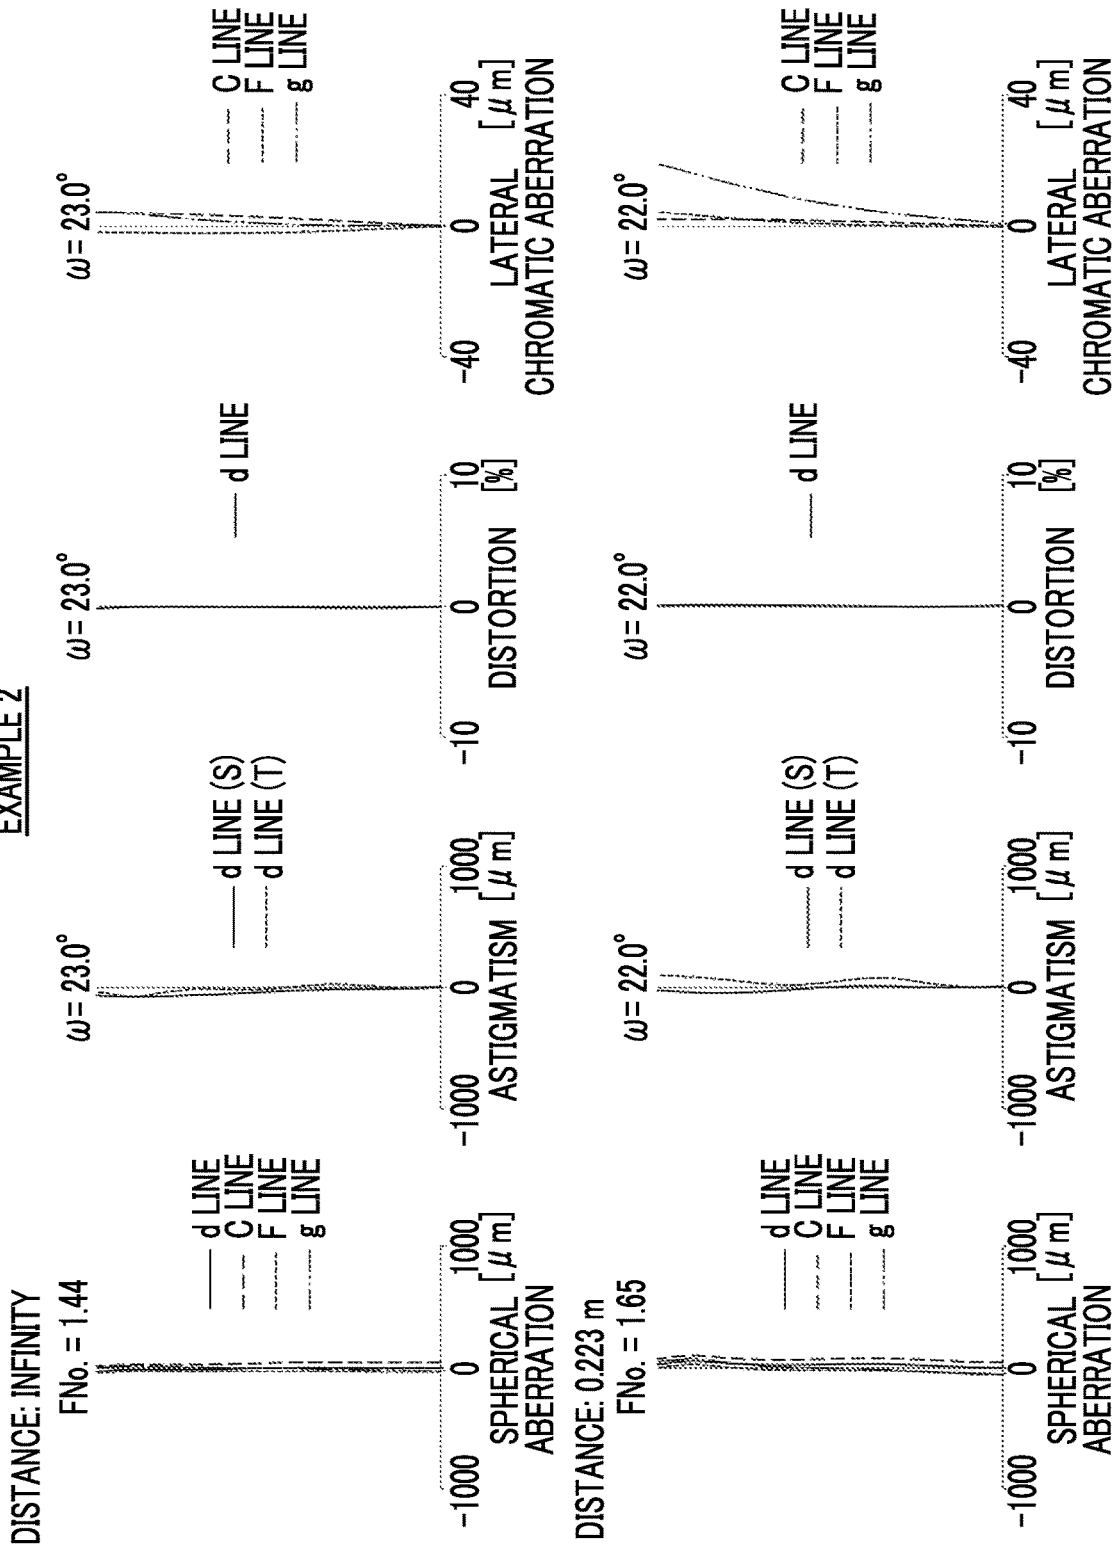 EXAMPLE 2
DISTANCE: INFINITY
FNo. = 1.44
d LINE
C LINE
F LINE
g LINE
-1000
0
1000
[μm]
SPHERICAL
ABERRATION
ω= 23.0°
d LINE (S)
d LINE (T)
-1000
0
1000
ASTIGMATISM [μm]
ω= 23.0°
d LINE
-10
0
10
[%]
DISTORTION
ω= 23.0°
C LINE
F LINE
g LINE
-40
0
40
[μm]
LATERAL
CHROMATIC ABERRATION
DISTANCE: 0.223 m
FNo. = 1.65
d LINE
C LINE
F LINE
g LINE
-1000
0
1000
[μm]
SPHERICAL
ABERRATION
ω= 22.0°
d LINE (S)
d LINE (T)
-1000
0
1000
ASTIGMATISM [μm]
ω= 22.0°
d LINE
-10
0
10
[%]
DISTORTION
ω= 22.0°
C LINE
F LINE
g LINE
-40
0
40
[μm]
LATERAL
CHROMATIC ABERRATION